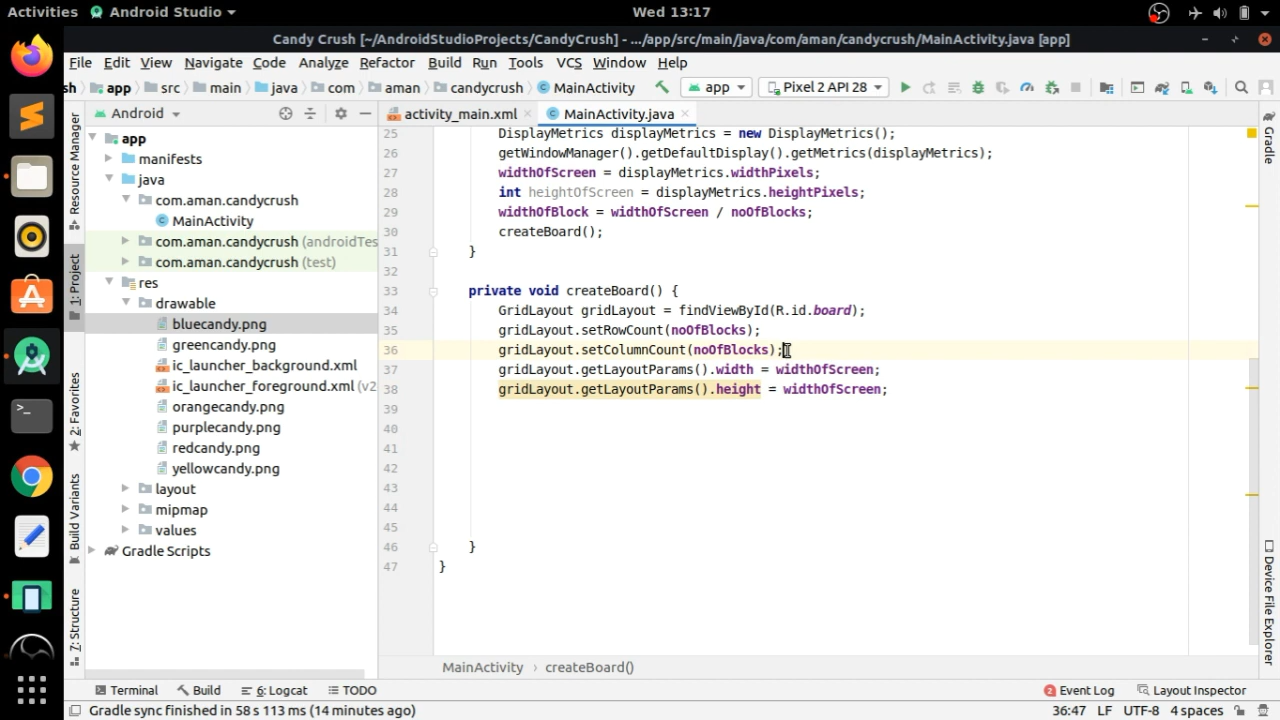 Activities Android Studio Wed 13:17
Candy Crush [~/AndroidStudioProjects/CandyCrush] - .../app/src/main/java/com/aman/candycrush/MainActivity.java [app]
File Edit View Navigate Code Analyze Refactor Build Run Tools VCS Window Help
sh app src main java com aman candycrush MainActivity app Pixel 2 API 28
Android activity_main.xml MainActivity.java
Resource Manager
1: Project
2: Favorites
Build Variants
7: Structure
app
manifests
java
com.aman.candycrush
MainActivity
com.aman.candycrush (androidTes
com.aman.candycrush (test)
res
drawable
bluecandy.png
greencandy.png
ic_launcher_background.xml
ic_launcher_foreground.xml (v2
orangecandy.png
purplecandy.png
redcandy.png
yellowcandy.png
layout
mipmap
values
Gradle Scripts
25 DisplayMetrics displayMetrics = new DisplayMetrics();
26 getWindowManager().getDefaultDisplay().getMetrics(displayMetrics);
27 widthOfScreen = displayMetrics.widthPixels;
28 int heightOfScreen = displayMetrics.heightPixels;
29 widthOfBlock = widthOfScreen / noOfBlocks;
30 createBoard();
31 }
32
33 private void createBoard() {
34 GridLayout gridLayout = findViewById(R.id.board);
35 gridLayout.setRowCount(noOfBlocks);
36 gridLayout.setColumnCount(noOfBlocks);
37 gridLayout.getLayoutParams().width = widthOfScreen;
38 gridLayout.getLayoutParams().height = widthOfScreen;
39
40
41
42
43
44
45
46 }
47 }
Gradle
Device File Explorer
MainActivity › createBoard()
Terminal Build 6: Logcat TODO 2 Event Log Layout Inspector
Gradle sync finished in 58 s 113 ms (14 minutes ago) 36:47 LF UTF-8 4 spaces